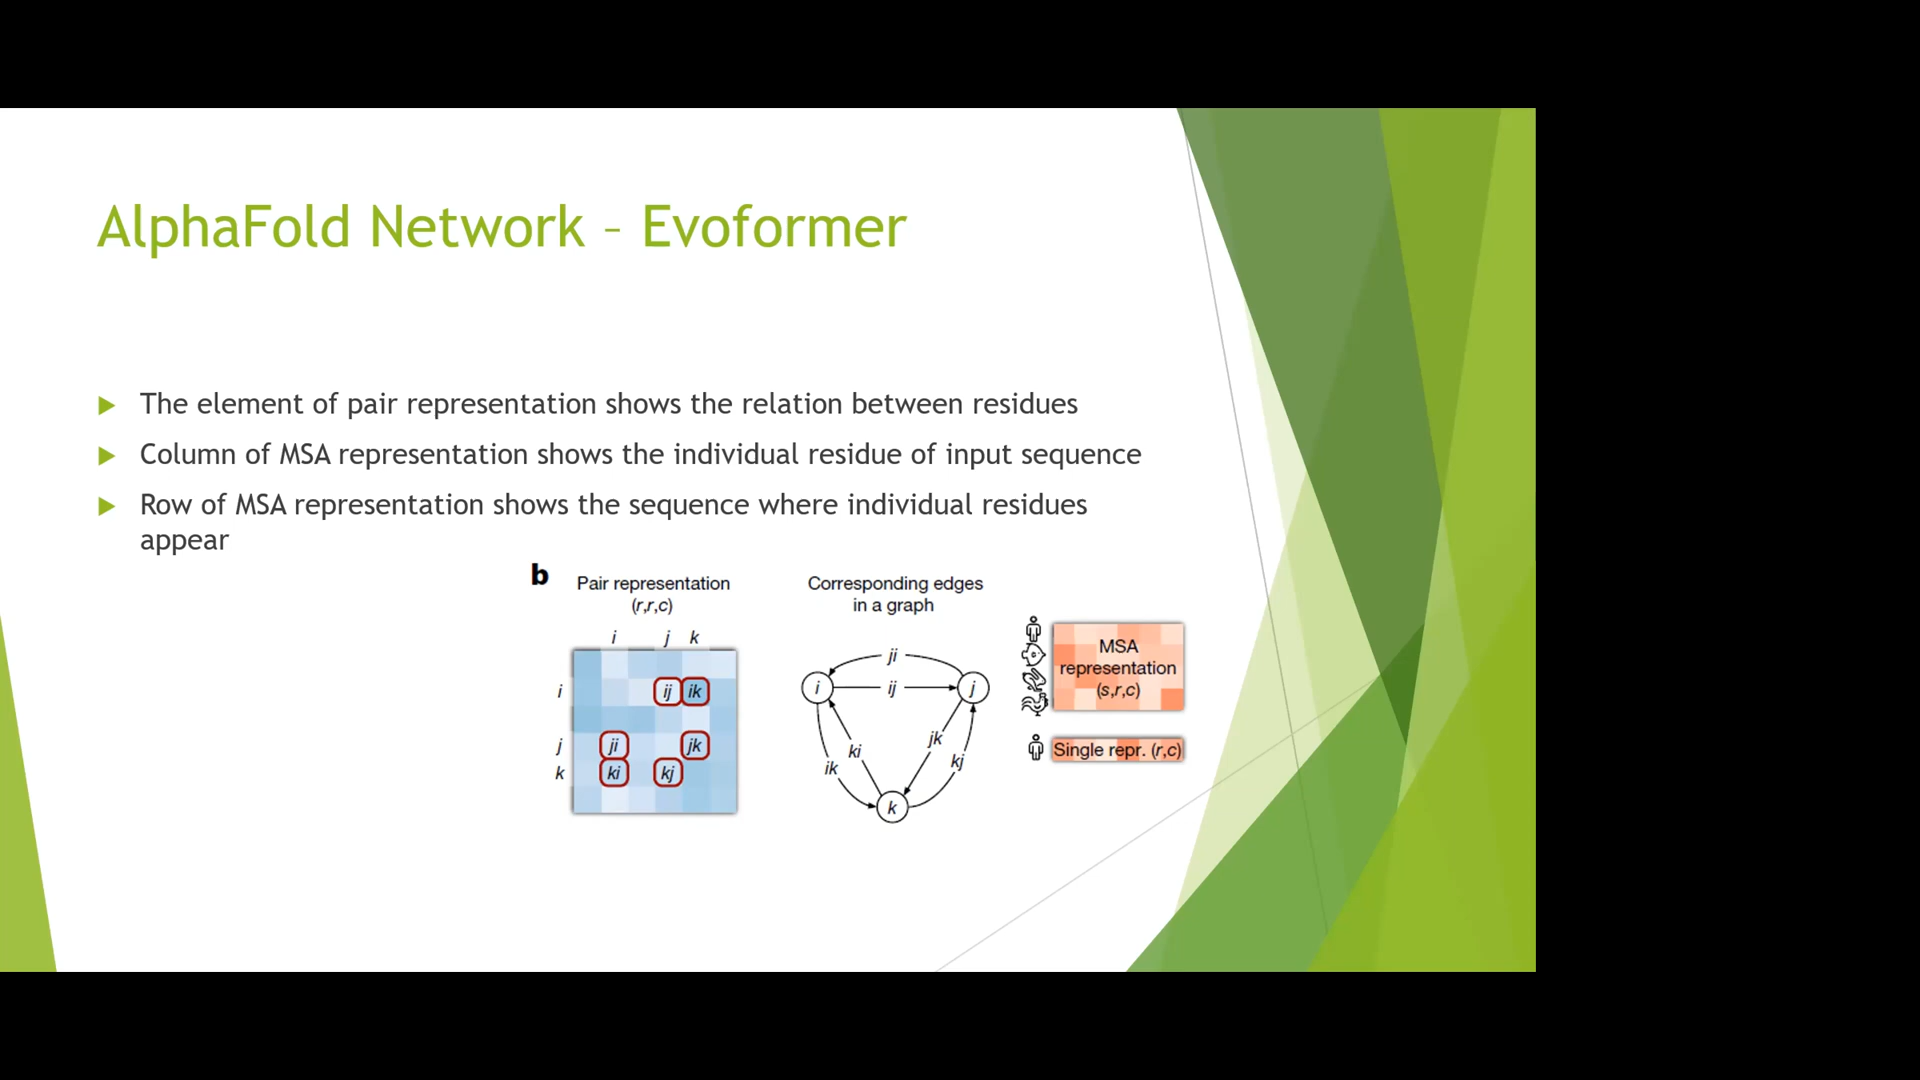 AlphaFold Network – Evoformer
The element of pair representation shows the relation between residues
Column of MSA representation shows the individual residue of input sequence
Row of MSA representation shows the sequence where individual residues
appear
b
Pair representation
(r,r,c)
i j k
i
ij ik
j
ji jk
k
ki kj
Corresponding edges
in a graph
ji
i ij j
jk
ki
kj
ik
k
MSA
representation
(s,r,c)
Single repr. (r,c)